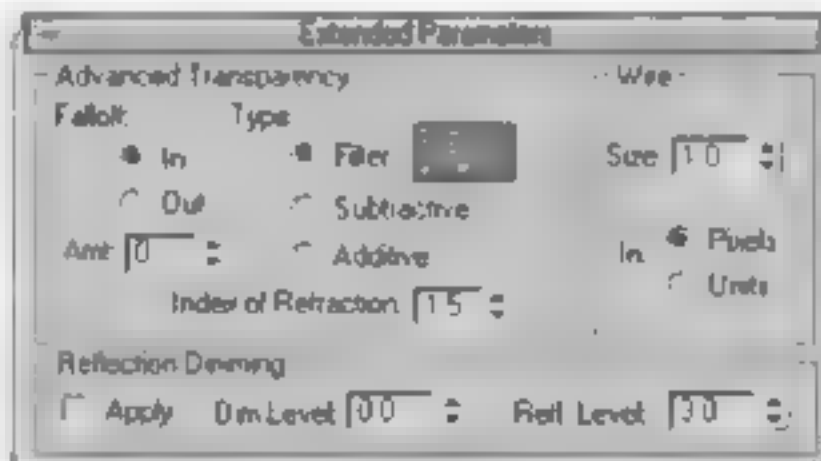 Extended Parameters
Advanced Transparency
Wire
Falloff:
Type:
In
Filter
Size 1.0
Out
Subtractive
Amt: 0
Additive
In:
Pixels
Units
Index of Refraction: 1.5
Reflection Dimming
Apply
Dim Level: 0.0
Refl. Level: 3.0